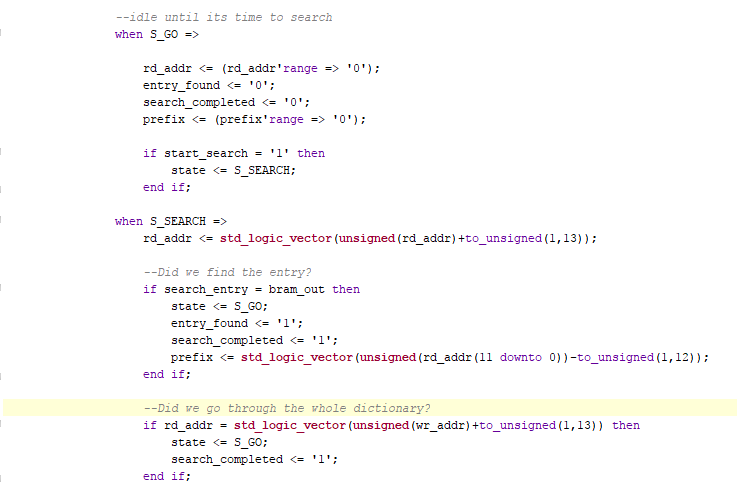 --idle until its time to search
when S_GO =>
rd_addr <= (rd_addr'range => '0');
entry_found <= '0';
search_completed <= '0';
prefix <= (prefix'range => '0');
if start_search = '1' then
state <= S_SEARCH;
end if;
when S_SEARCH =>
rd_addr <= std_logic_vector(unsigned(rd_addr)+to_unsigned(1,13));
--Did we find the entry?
if search_entry = bram_out then
state <= S_GO;
entry_found <= '1';
search_completed <= '1';
prefix <= std_logic_vector(unsigned(rd_addr(11 downto 0))-to_unsigned(1,12));
end if;
--Did we go through the whole dictionary?
if rd_addr = std_logic_vector(unsigned(wr_addr)+to_unsigned(1,13)) then
state <= S_GO;
search_completed <= '1';
end if;